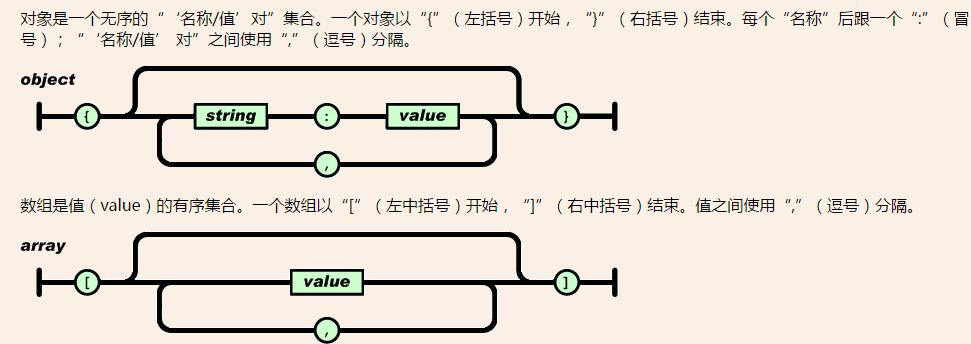 对象是一个无序的“‘名称/值’对”集合。一个对象以“{”（左括号）开始，“}”（右括号）结束。每个“名称”后跟一个“:”（冒
号）；“‘名称/值’ 对”之间使用“,”（逗号）分隔。
object
{ string : value }
,
数组是值（value）的有序集合。一个数组以“[”（左中括号）开始，“]”（右中括号）结束。值之间使用“,”（逗号）分隔。
array
[ value ]
,